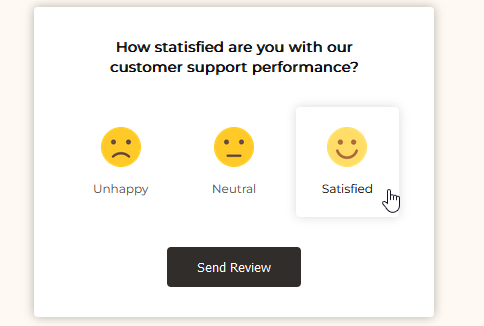 How statisfied are you with our
customer support performance?
Unhappy
Neutral
Satisfied
Send Review